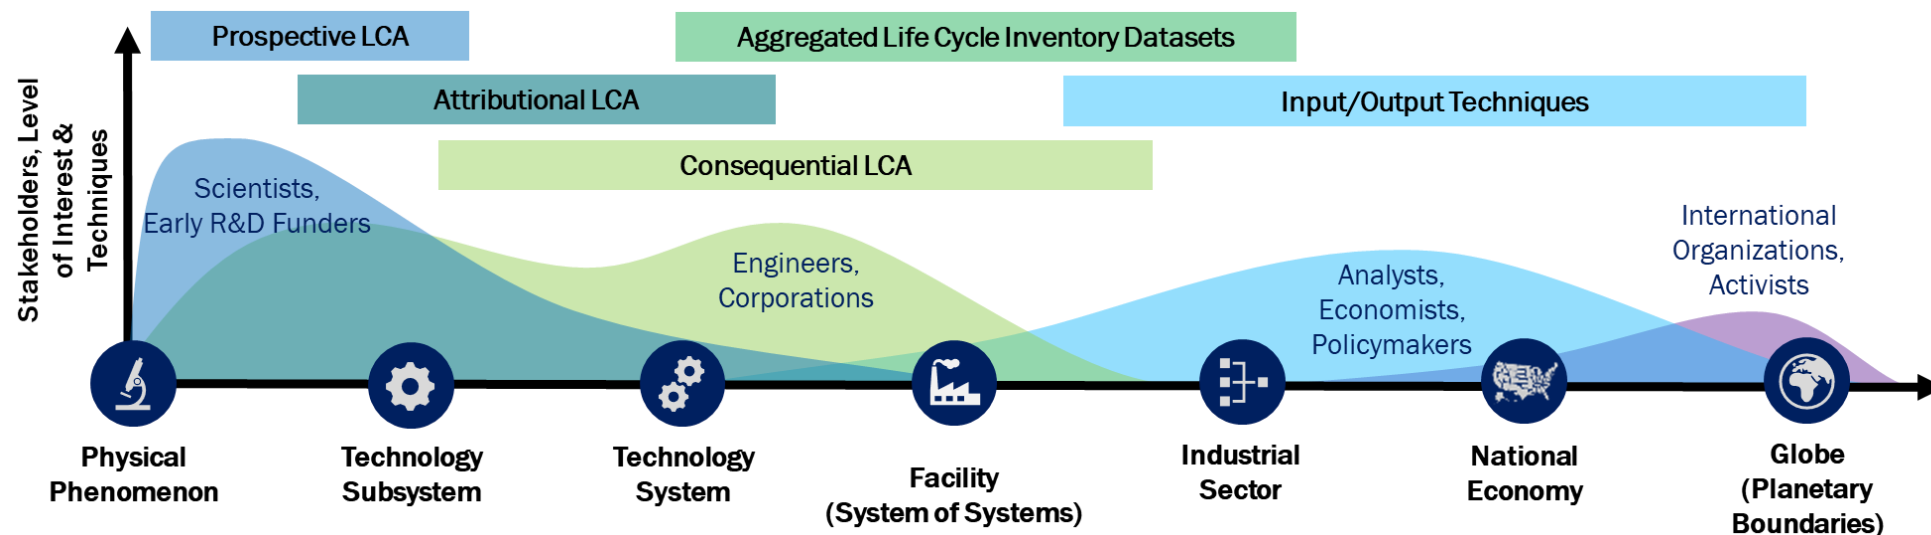 Prospective LCA
Aggregated Life Cycle Inventory Datasets
Attributional LCA
Input/Output Techniques
Consequential LCA
Stakeholders, Level
of Interest &
Techniques
Scientists,
Early R&D Funders
Engineers,
Corporations
Analysts,
Economists,
Policymakers
International
Organizations,
Activists
Physical
Phenomenon
Technology
Subsystem
Technology
System
Facility
(System of Systems)
Industrial
Sector
National
Economy
Globe
(Planetary
Boundaries)